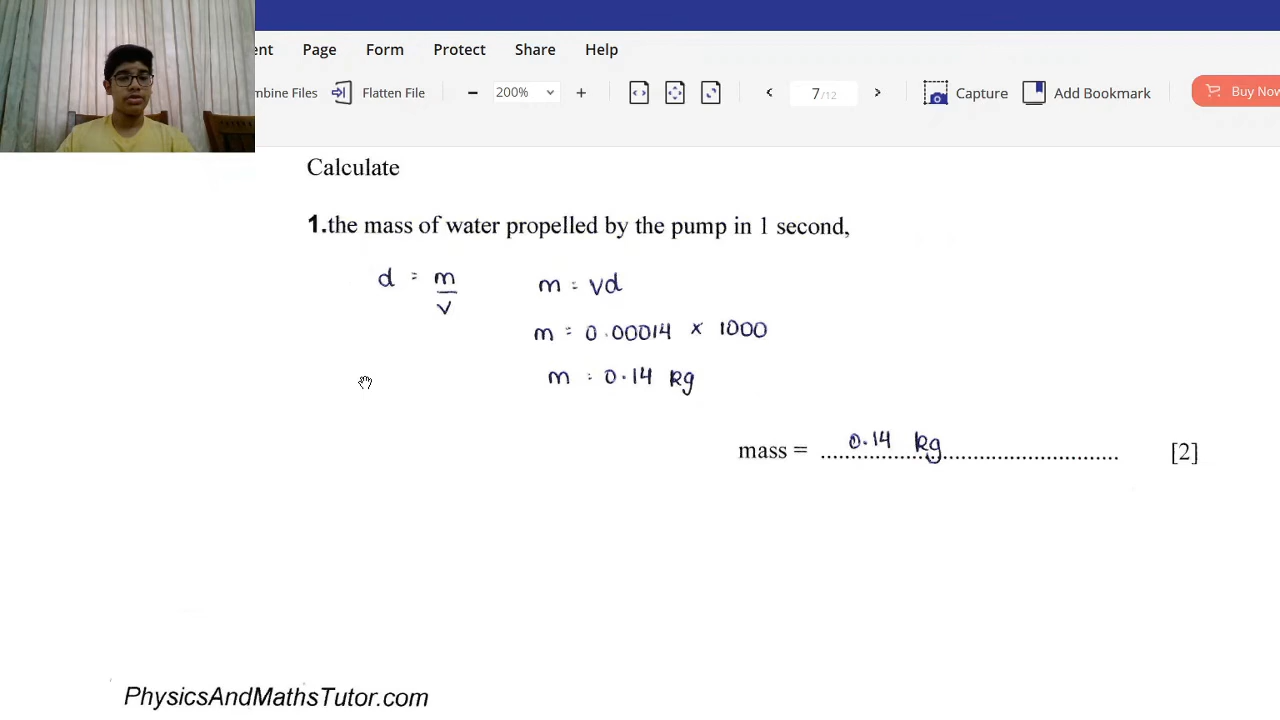 ent Page Form Protect Share Help
mbine Files Flatten File − 200% + 7/12 Capture Add Bookmark Buy Now
Calculate
1.the mass of water propelled by the pump in 1 second,
d = m/v m = vd
m = 0.00014 × 1000
m = 0.14 kg
mass = 0.14 kg [2]
PhysicsAndMathsTutor.com